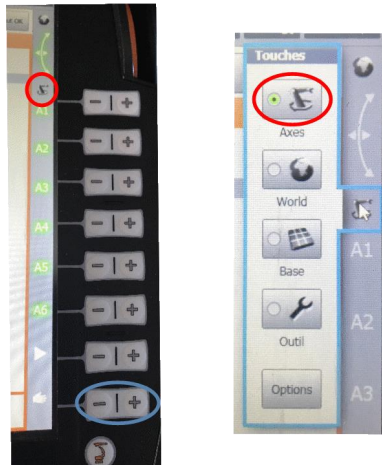 A1
A2
A3
A4
A5
A6
Touches
Axes
World
Base
Outil
Options
A1
A2
A3